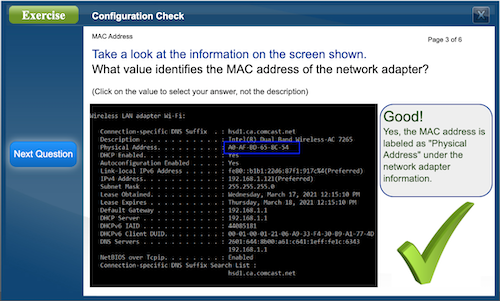 Exercise
Configuration Check
X
MAC Address
Page 3 of 6
Take a look at the information on the screen shown.
What value identifies the MAC address of the network adapter?
(Click on the value to select your answer, not the description)
Next Question
Wireless LAN adapter Wi-Fi:
Connection-specific DNS Suffix . : hsd1.ca.comcast.net
Description . . . . . . . . . . . : Intel(R) Dual Band Wireless-AC 7265
Physical Address. . . . . . . . . : A0-AF-BD-65-BC-54
DHCP Enabled. . . . . . . . . . . : Yes
Autoconfiguration Enabled . . . . : Yes
Link-local IPv6 Address . . . . . : fe80::b1b1:22d6:87f1:917c%4(Preferred)
IPv4 Address. . . . . . . . . . . : 192.168.1.121(Preferred)
Subnet Mask . . . . . . . . . . . : 255.255.255.0
Lease Obtained. . . . . . . . . . : Wednesday, March 17, 2021 12:15:10 PM
Lease Expires . . . . . . . . . . : Thursday, March 18, 2021 12:15:10 PM
Default Gateway . . . . . . . . . : 192.168.1.1
DHCP Server . . . . . . . . . . . : 192.168.1.1
DHCPv6 IAID . . . . . . . . . . . : 44085181
DHCPv6 Client DUID. . . . . . . . : 00-01-00-01-21-06-A9-33-F4-30-B9-A1-77-4D
DNS Servers . . . . . . . . . . . : 2601:644:8b00:a61:c641:1eff:fe1c:6343
192.168.1.1
NetBIOS over Tcpip. . . . . . . . : Enabled
Connection-specific DNS Suffix Search List :
hsd1.ca.comcast.net
Good!
Yes, the MAC address is
labeled as "Physical
Address" under the
network adapter
information.